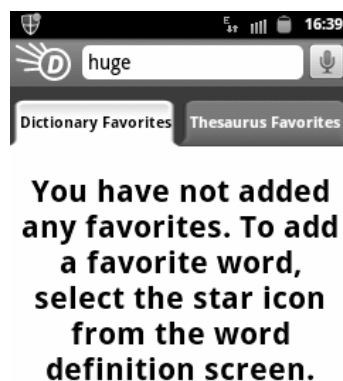 E 16:39
D huge
Dictionary Favorites Thesaurus Favorites
You have not added
any favorites. To add
a favorite word,
select the star icon
from the word
definition screen.